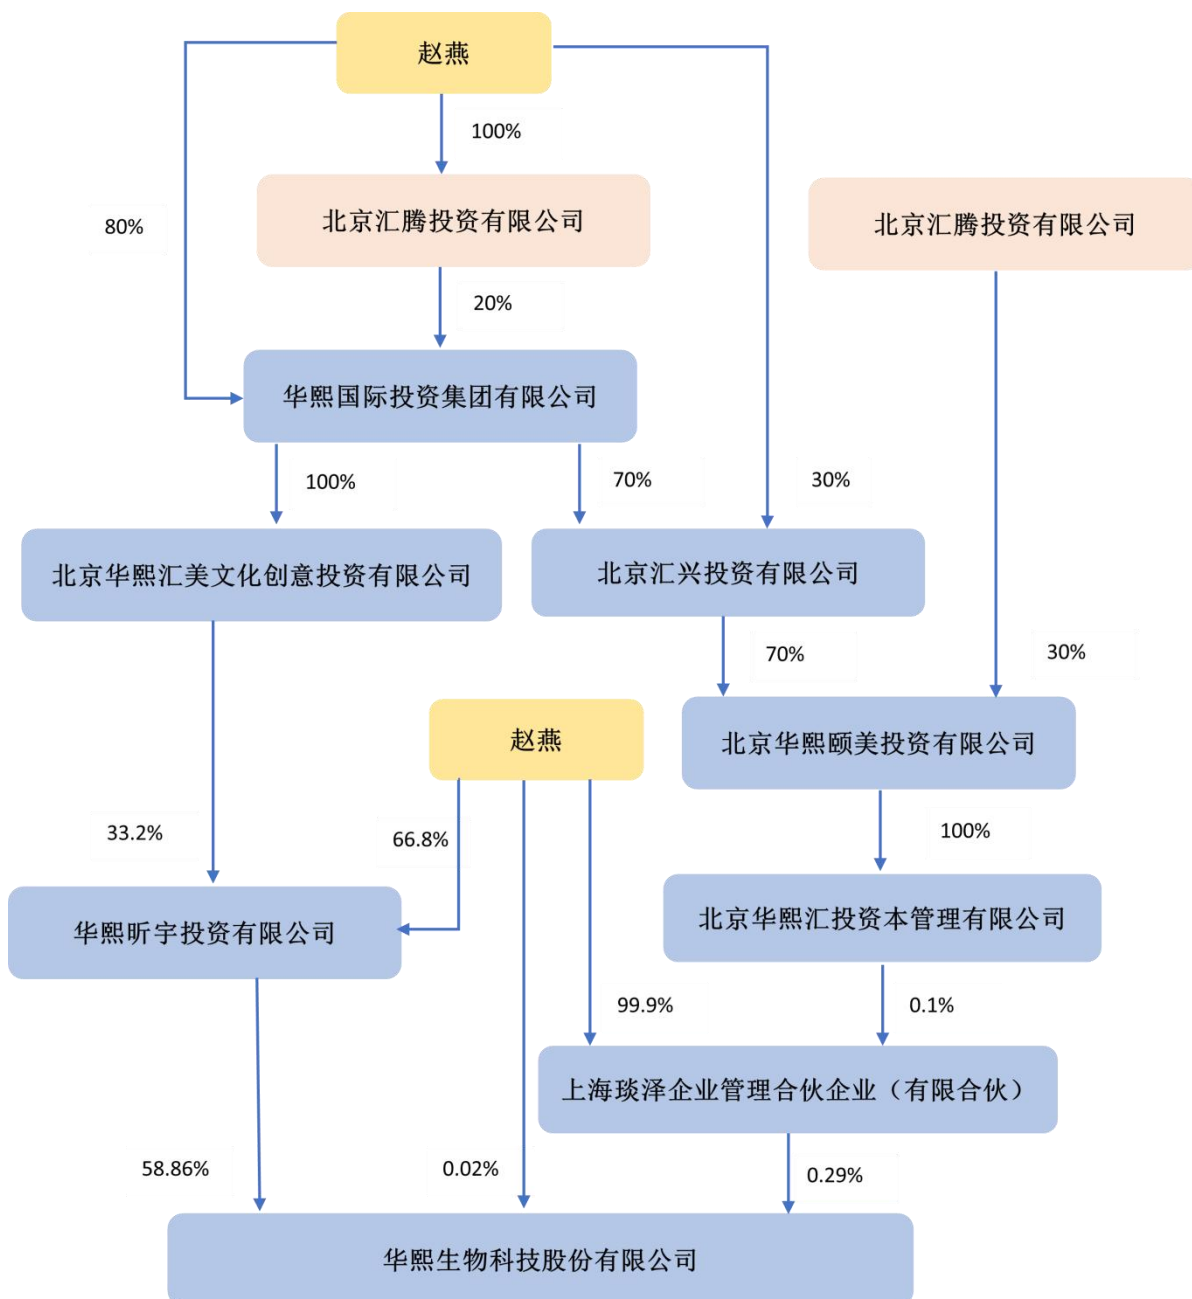 赵燕
100%
北京汇腾投资有限公司
北京汇腾投资有限公司
80%
20%
华熙国际投资集团有限公司
100%
70%
30%
北京华熙汇美文化创意投资有限公司
北京汇兴投资有限公司
70%
30%
赵燕
北京华熙颐美投资有限公司
33.2%
66.8%
100%
华熙昕宇投资有限公司
北京华熙汇投资本管理有限公司
99.9%
0.1%
上海琰泽企业管理合伙企业（有限合伙）
58.86%
0.02%
0.29%
华熙生物科技股份有限公司